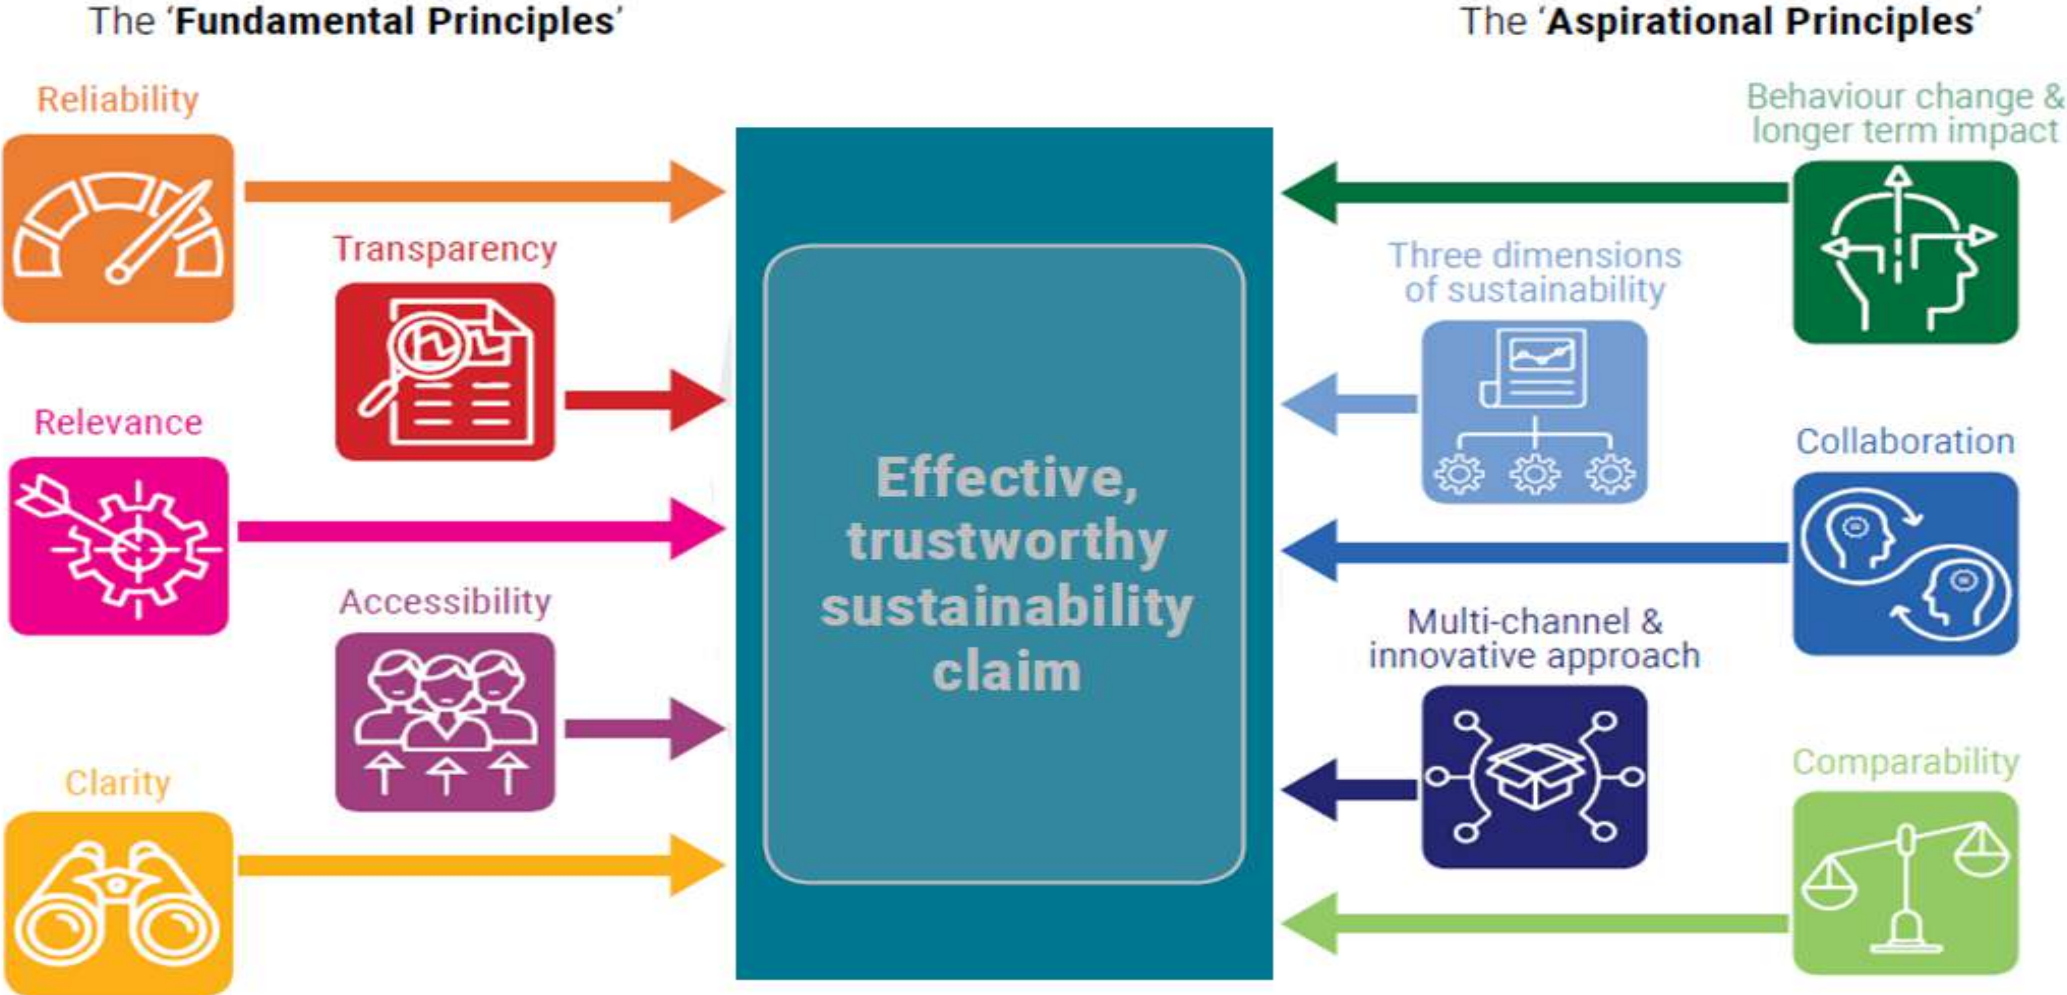 The ‘Fundamental Principles’
The ‘Aspirational Principles’
Reliability
Transparency
Relevance
Accessibility
Clarity
Effective,
trustworthy
sustainability
claim
Behaviour change &
longer term impact
Three dimensions
of sustainability
Collaboration
Multi-channel &
innovative approach
Comparability